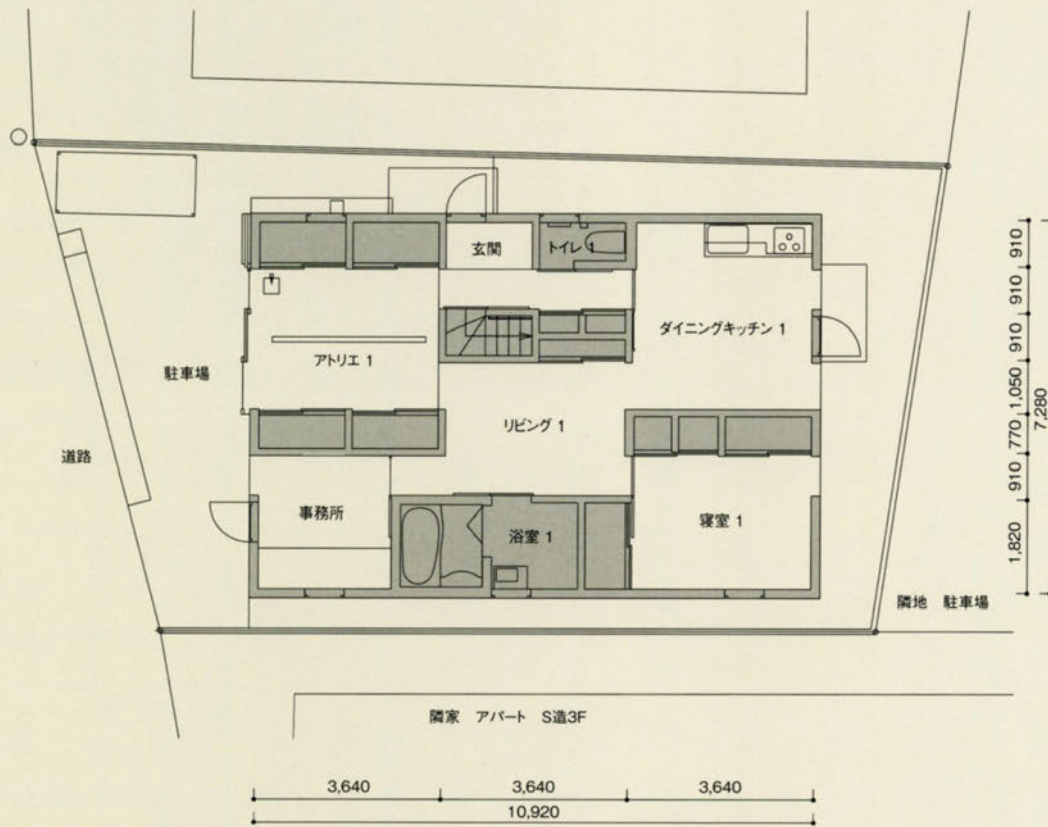 玄関
トイレ 1
ダイニングキッチン 1
アトリエ 1
駐車場
リビング 1
道路
事務所
浴室 1
寝室 1
隣地 駐車場
隣家 アパート S造3F
910
910
910
1,050
770
910
1,820
7,280
3,640
3,640
3,640
10,920